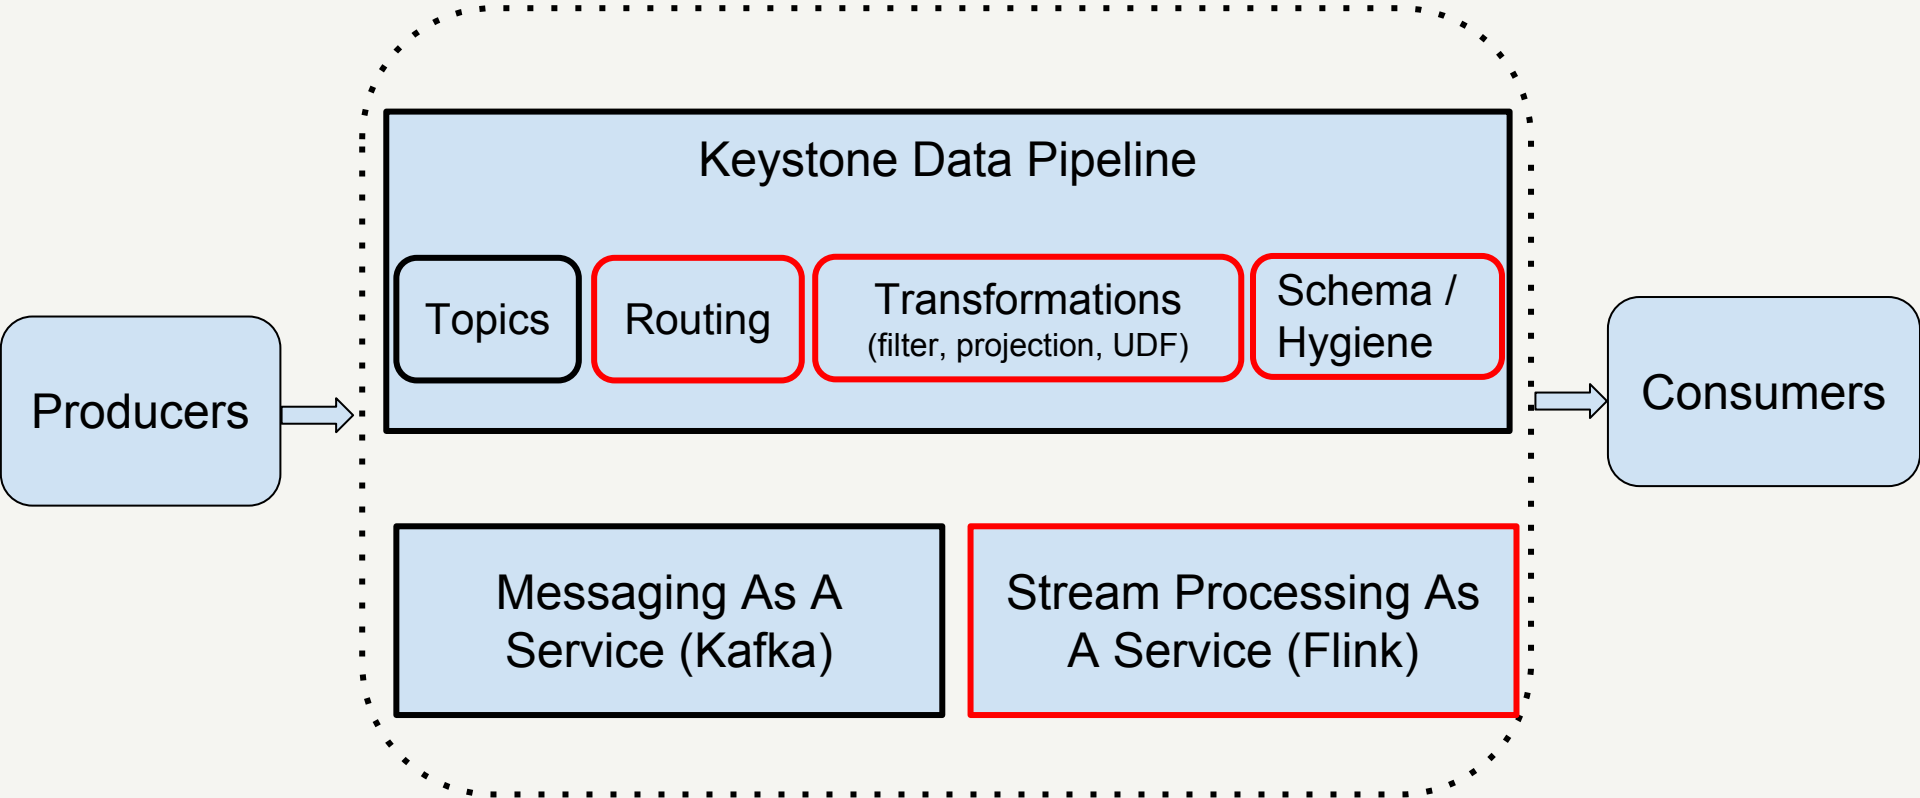 Keystone Data Pipeline
Topics
Routing
Transformations
(filter, projection, UDF)
Schema /
Hygiene
Producers
Consumers
Messaging As A
Service (Kafka)
Stream Processing As
A Service (Flink)